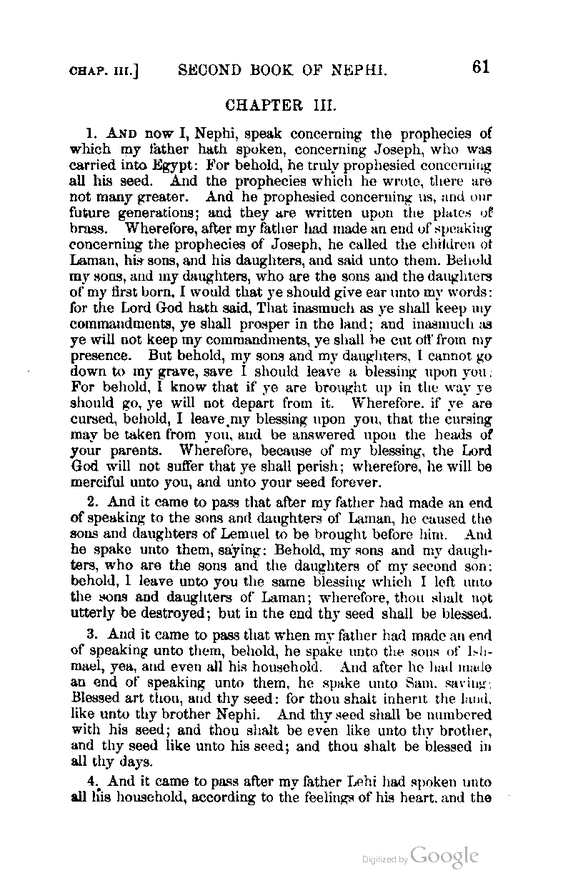 CHAP. III.] SECOND BOOK OF NEPHI. 61
CHAPTER III.
1. AND now I, Nephi, speak concerning the prophecies of
which my father hath spoken, concerning Joseph, who was
carried into Egypt: For behold, he truly prophesied concerning
all his seed. And the prophecies which he wrote, there are
not many greater. And he prophesied concerning us, and our
future generations; and they are written upon the plates of
brass. Wherefore, after my father had made an end of speaking
concerning the prophecies of Joseph, he called the children of
Laman, his sons, and his daughters, and said unto them. Behold
my sons, and my daughters, who are the sons and the daughters
of my first born, I would that ye should give ear unto my words:
for the Lord God hath said, That inasmuch as ye shall keep my
commandments, ye shall prosper in the land; and inasmuch as
ye will not keep my commandments, ye shall be cut off from my
presence. But behold, my sons and my daughters, I cannot go
down to my grave, save I should leave a blessing upon you.
For behold, I know that if ye are brought up in the way ye
should go, ye will not depart from it. Wherefore. if ye are
cursed, behold, I leave my blessing upon you, that the cursing
may be taken from you, and be answered upon the heads of
your parents. Wherefore, because of my blessing, the Lord
God will not suffer that ye shall perish; wherefore, he will be
merciful unto you, and unto your seed forever.
2. And it came to pass that after my father had made an end
of speaking to the sons and daughters of Laman, he caused the
sons and daughters of Lemuel to be brought before him. And
he spake unto them, saying: Behold, my sons and my daugh-
ters, who are the sons and the daughters of my second son:
behold, I leave unto you the same blessing which I left unto
the sons and daughters of Laman; wherefore, thou shalt not
utterly be destroyed; but in the end thy seed shall be blessed.
3. And it came to pass that when my father had made an end
of speaking unto them, behold, he spake unto the sons of Ish-
mael, yea, and even all his household. And after he had made
an end of speaking unto them, he spake unto Sam. saying:
Blessed art thou, and thy seed: for thou shalt inherit the land,
like unto thy brother Nephi. And thy seed shall be numbered
with his seed; and thou shalt be even like unto thy brother,
and thy seed like unto his seed; and thou shalt be blessed in
all thy days.
4. And it came to pass after my father Lehi had spoken unto
all his household, according to the feelings of his heart. and the
Digitized by Google